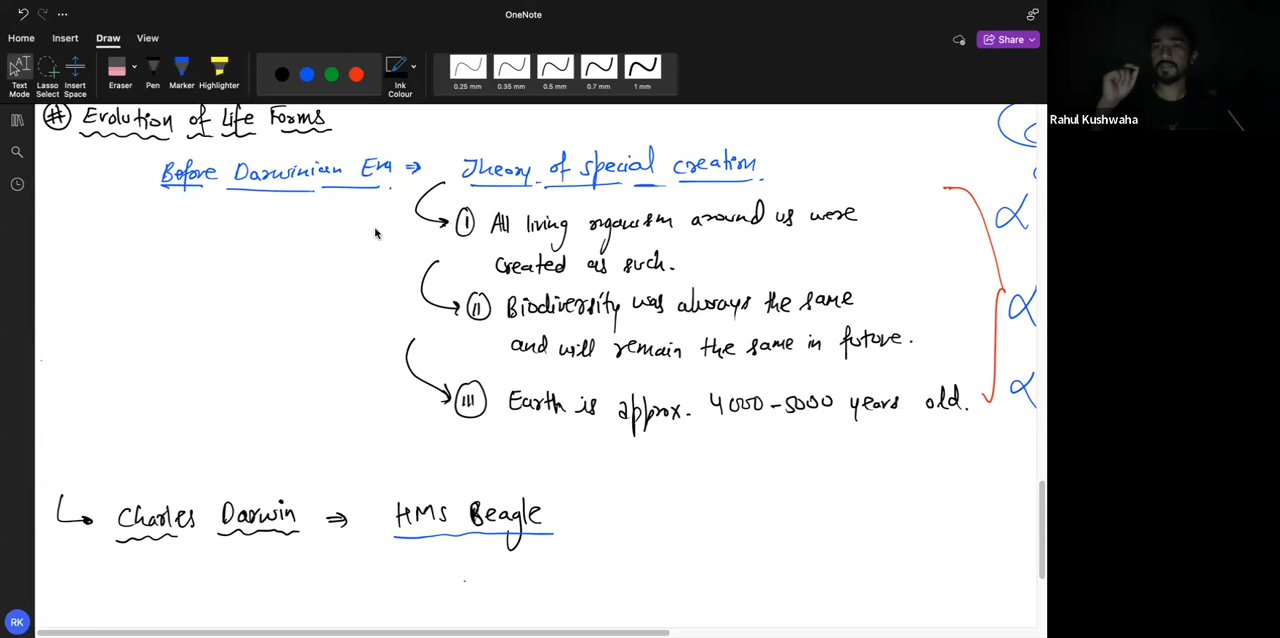 OneNote
Home Insert Draw View
Share
Text Mode
Lasso Select
Insert Space
Eraser
Pen
Marker
Highlighter
Ink Colour
0.25 mm
0.35 mm
0.5 mm
0.7 mm
1 mm
Rahul Kushwaha
# Evolution of Life Forms
Before Darwinian Era ⇒ Theory of special creation.
(I) All living organism around us were
created as such.
(II) Biodiversity was always the same
and will remain the same in future.
(III) Earth is approx. 4000-5000 years old.
Charles Darwin ⇒ HMS Beagle
α
α
α
RK